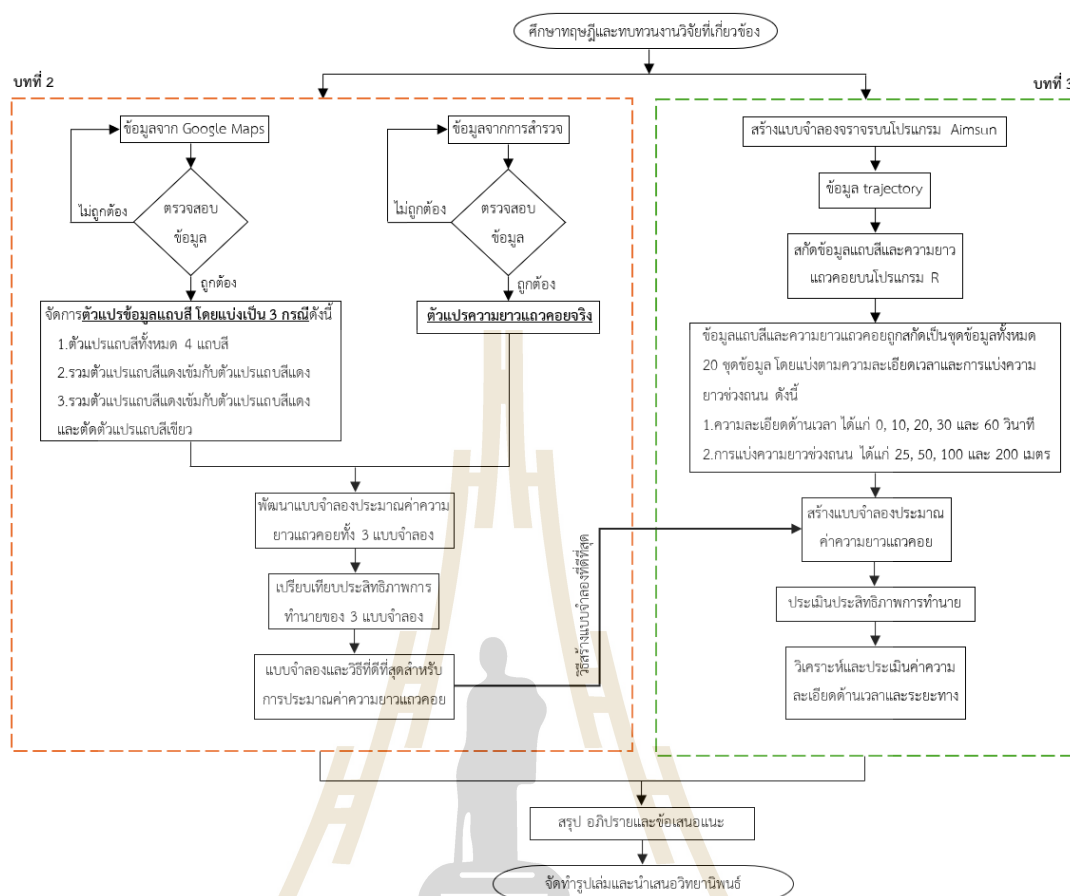 ศึกษาทฤษฎีและทบทวนงานวิจัยที่เกี่ยวข้อง
บทที่ 2
ข้อมูลจาก Google Maps
ตรวจสอบ
ข้อมูล
ไม่ถูกต้อง
ถูกต้อง
ข้อมูลจากการสำรวจ
ตรวจสอบ
ข้อมูล
ไม่ถูกต้อง
ถูกต้อง
จัดการตัวแปรข้อมูลแถบสี โดยแบ่งเป็น 3 กรณีดังนี้
1.ตัวแปรแถบสีทั้งหมด 4 แถบสี
2.รวมตัวแปรแถบสีแดงเข้มกับตัวแปรแถบสีแดง
3.รวมตัวแปรแถบสีแดงเข้มกับตัวแปรแถบสีแดง
และตัดตัวแปรแถบสีเขียว
ตัวแปรความยาวแถวคอยจริง
พัฒนาแบบจำลองประมาณค่าความ
ยาวแถวคอยทั้ง 3 แบบจำลอง
เปรียบเทียบประสิทธิภาพการ
ทำนายของ 3 แบบจำลอง
แบบจำลองและวิธีที่ดีที่สุดสำหรับ
การประมาณค่าความยาวแถวคอย
วิธีสร้างแบบจำลองที่ดีที่สุด
บทที่ 3
สร้างแบบจำลองจราจรบนโปรแกรม Aimsun
ข้อมูล trajectory
สกัดข้อมูลแถบสีและความยาว
แถวคอยบนโปรแกรม R
ข้อมูลแถบสีและความยาวแถวคอยถูกสกัดเป็นชุดข้อมูลทั้งหมด
20 ชุดข้อมูล โดยแบ่งตามความละเอียดเวลาและการแบ่งความ
ยาวช่วงถนน ดังนี้
1.ความละเอียดด้านเวลา ได้แก่ 0, 10, 20, 30 และ 60 วินาที
2.การแบ่งความยาวช่วงถนน ได้แก่ 25, 50, 100 และ 200 เมตร
สร้างแบบจำลองประมาณ
ค่าความยาวแถวคอย
ประเมินประสิทธิภาพการทำนาย
วิเคราะห์และประเมินค่าความ
ละเอียดด้านเวลาและระยะทาง
สรุป อภิปรายและข้อเสนอแนะ
จัดทำรูปเล่มและนำเสนอวิทยานิพนธ์